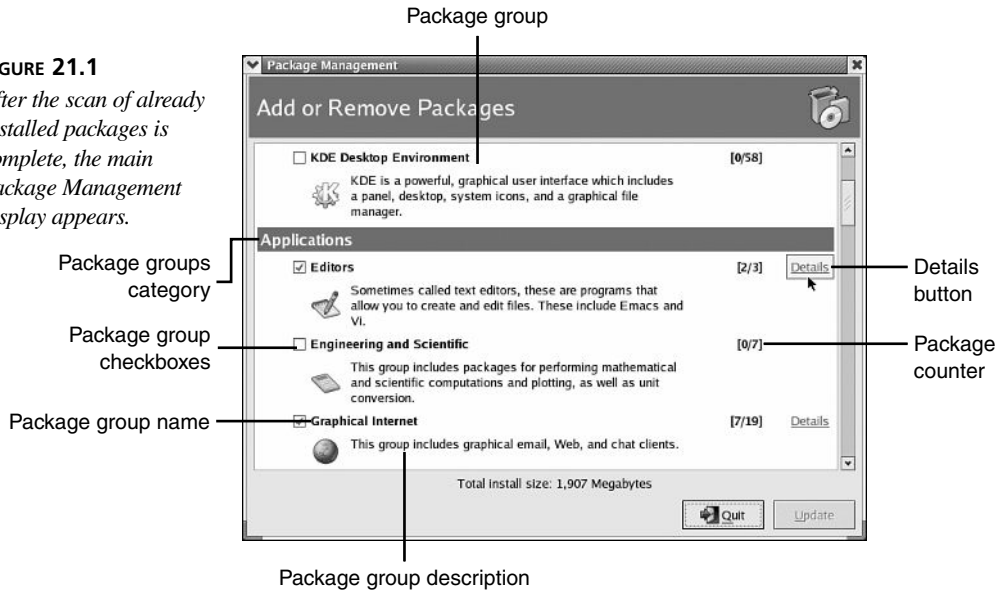 Package group
GURE 21.1
fter the scan of already
stalled packages is
omplete, the main
ackage Management
splay appears.
Package Management
Add or Remove Packages
KDE Desktop Environment [0/58]
KDE is a powerful, graphical user interface which includes
a panel, desktop, system icons, and a graphical file
manager.
Applications
Package groups
category
Editors [2/3] Details
Details
button
Sometimes called text editors, these are programs that
allow you to create and edit files. These include Emacs and
Vi.
Package group
checkboxes
Engineering and Scientific [0/7]
Package
counter
This group includes packages for performing mathematical
and scientific computations and plotting, as well as unit
conversion.
Package group name
Graphical Internet [7/19] Details
This group includes graphical email, Web, and chat clients.
Total install size: 1,907 Megabytes
Quit Update
Package group description